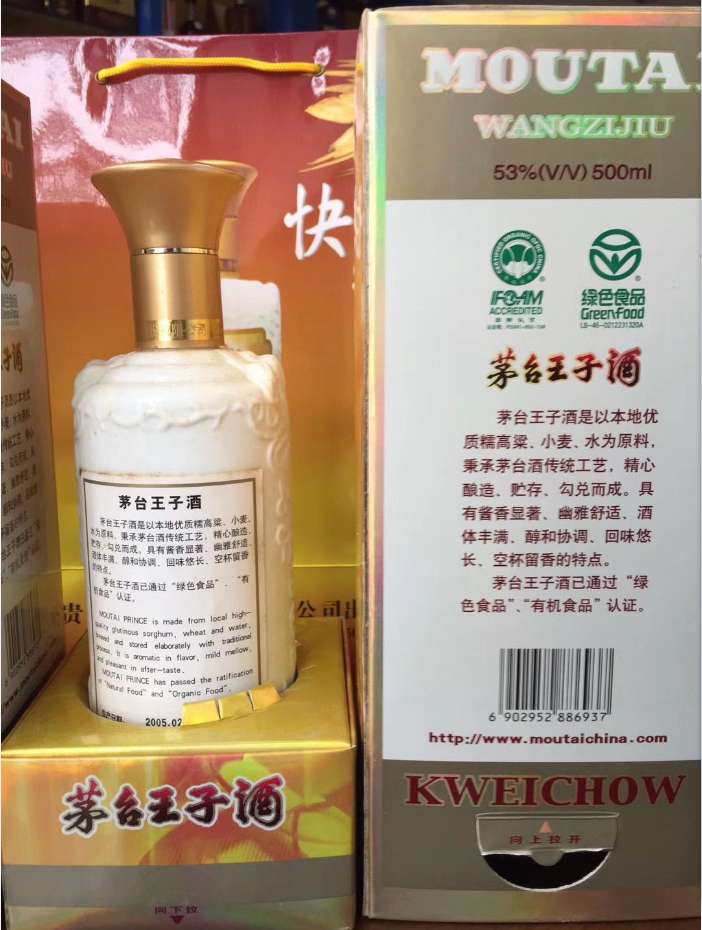 MOUTAI
WANGZIJIU
53%(V/V) 500ml
IFOAM
ACCREDITED
绿色食品
GreenFood
LS-46-0212231320A
茅台王子酒
茅台王子酒是以本地优
质糯高粱、小麦、水为原料，
秉承茅台酒传统工艺，精心
酿造、贮存、勾兑而成。具
有酱香显著、幽雅舒适、酒
体丰满、醇和协调、回味悠
长、空杯留香的特点。
茅台王子酒已通过“绿
色食品”、“有机食品”认证。
6 902952 886937
http://www.moutaichina.com
KWEICHOW
向上拉开
快
茅台王子酒
茅台王子酒是以本地优质糯高粱、小麦、
水为原料，秉承茅台酒传统工艺，精心酿造、
贮存、勾兑而成，具有酱香显著、幽雅舒适、
酒体丰满、醇和协调、回味悠长、空杯留香
的特点。
茅台王子酒已通过“绿色食品”、“有
机食品”认证。
MOUTAI PRINCE is made from local high-
quality glutinous sorghum, wheat and water,
brewed and stored elaborately with traditional
process. It is aromatic in flavor, mild mellow,
and pleasant in after-taste.
MOUTAI PRINCE has passed the ratification
of "Natural Food" and "Organic Food".
生产日期:
2005.02
贵
公司出
茅台王子酒
向下拉